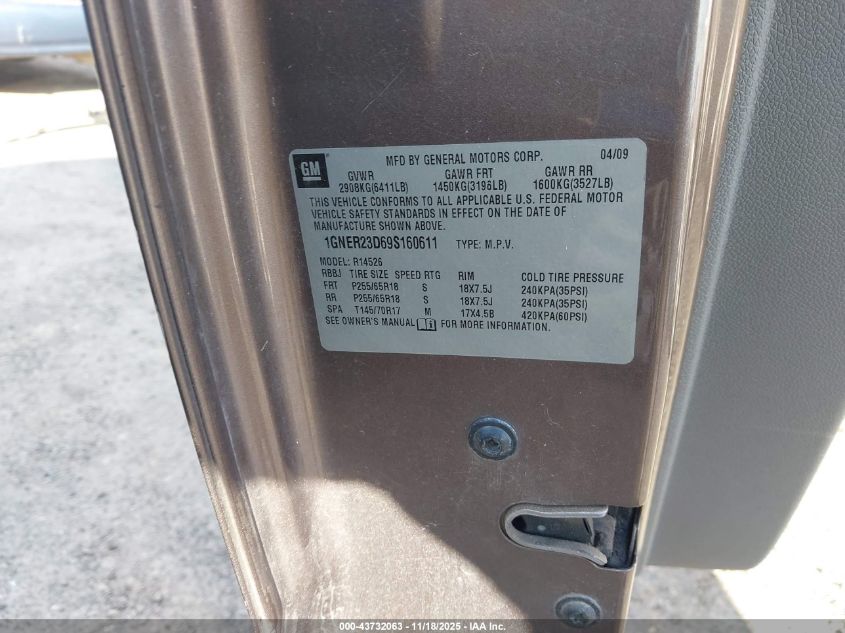 GM
MFD BY GENERAL MOTORS CORP. 04/09
GVWR GAWR FRT GAWR RR
2908KG(6411LB) 1450KG(3196LB) 1600KG(3527LB)
THIS VEHICLE CONFORMS TO ALL APPLICABLE U.S. FEDERAL MOTOR
VEHICLE SAFETY STANDARDS IN EFFECT ON THE DATE OF
MANUFACTURE SHOWN ABOVE.
1GNER23D69S160611 TYPE: M.P.V.
MODEL: R14526
RBBJ TIRE SIZE SPEED RTG RIM COLD TIRE PRESSURE
FRT P255/65R18 S 18X7.5J 240KPA(35PSI)
RR P255/65R18 S 18X7.5J 240KPA(35PSI)
SPA T145/70R17 M 17X4.5B 420KPA(60PSI)
SEE OWNER'S MANUAL FOR MORE INFORMATION.
000-43732063 - 11/18/2025 - IAA Inc.